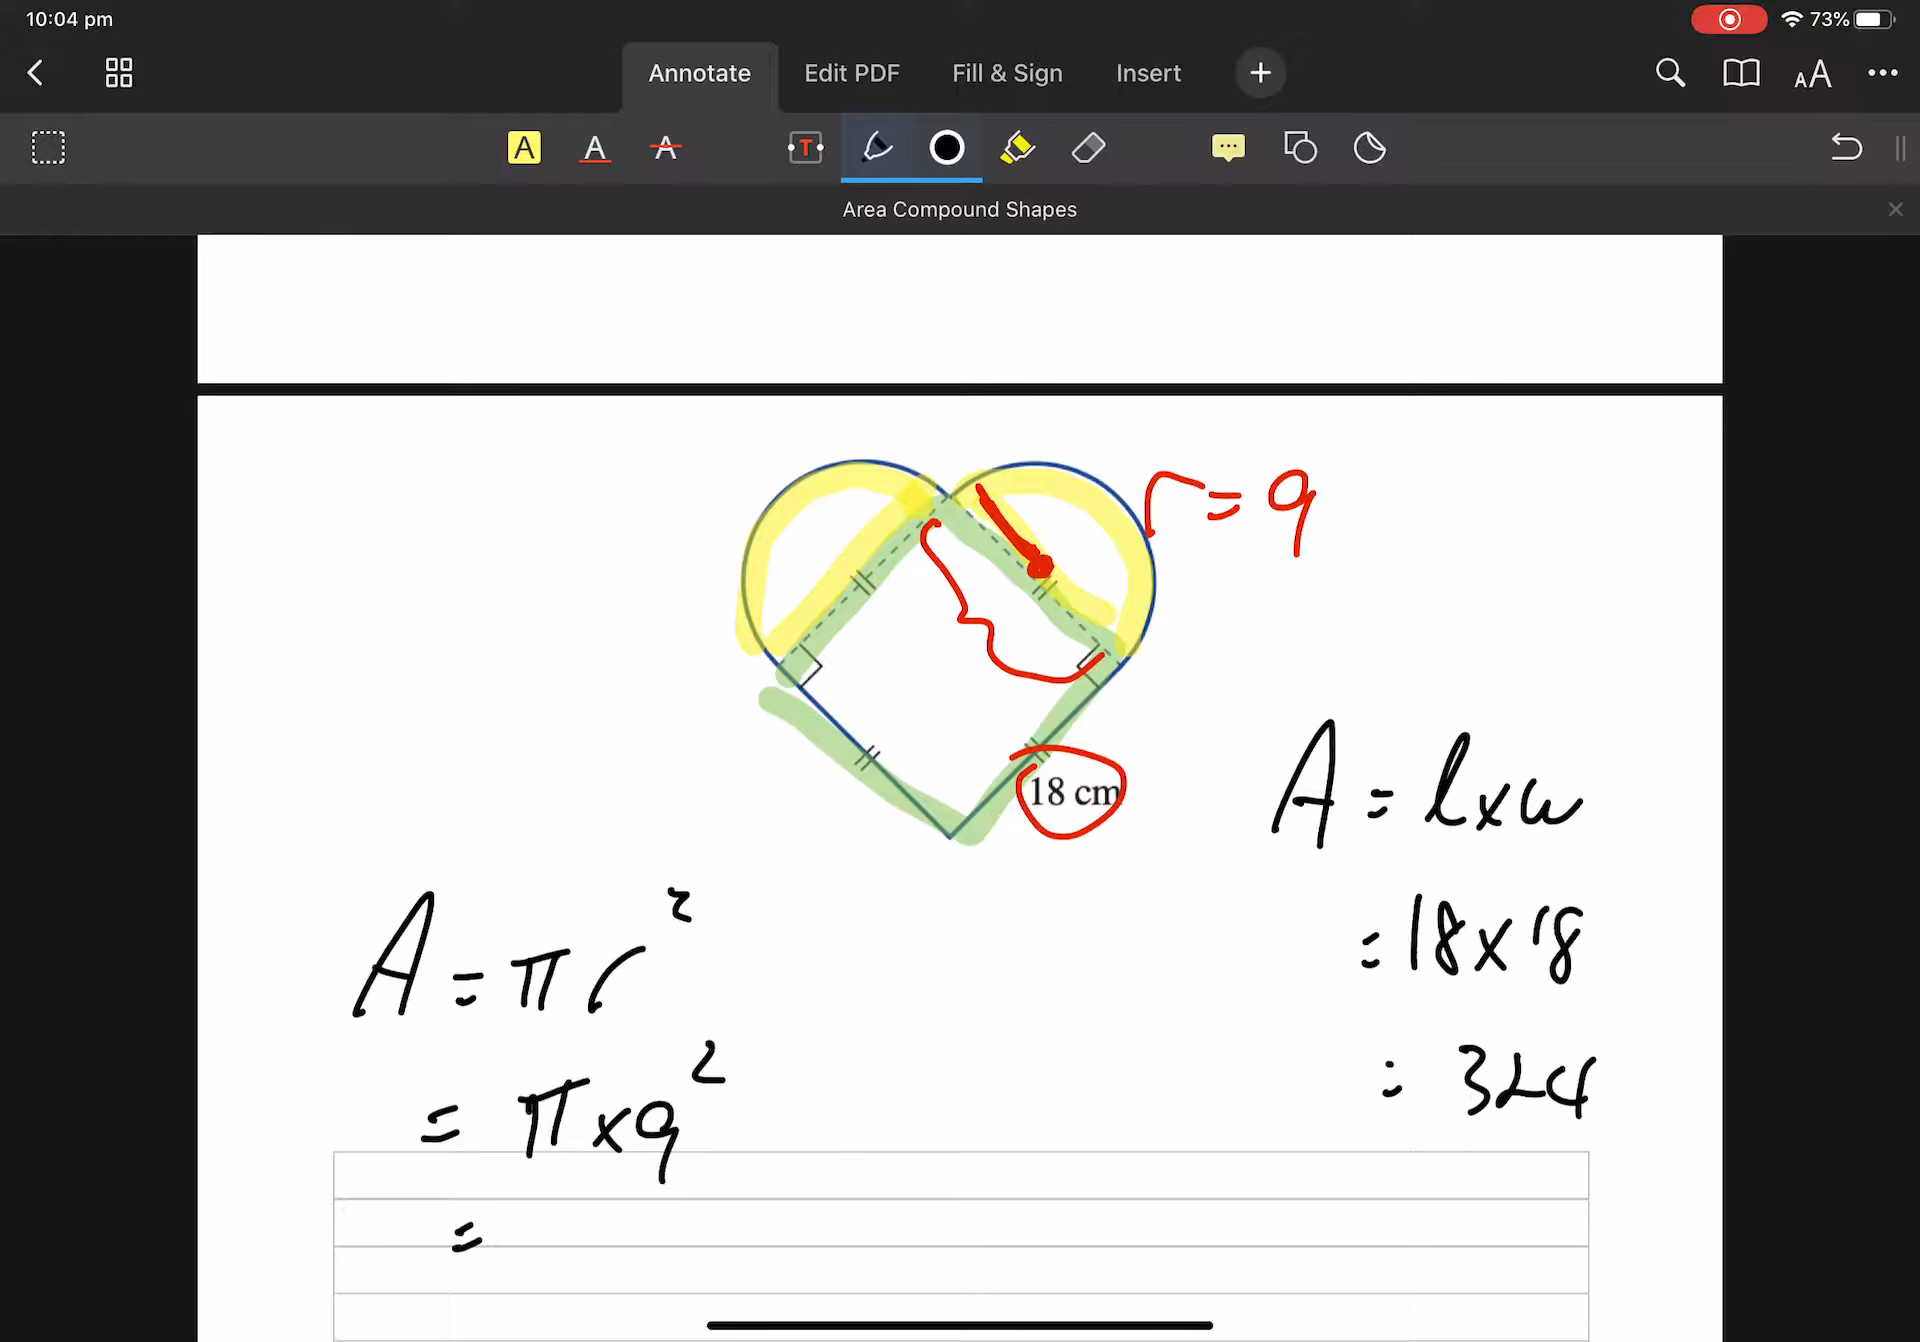 10:04 pm
73%
Annotate
Edit PDF
Fill & Sign
Insert
A A A T
AA
Area Compound Shapes
r = 9
18 cm
A = l x w
= 18 x 18
= 324
A = π r²
= π x 9²
=